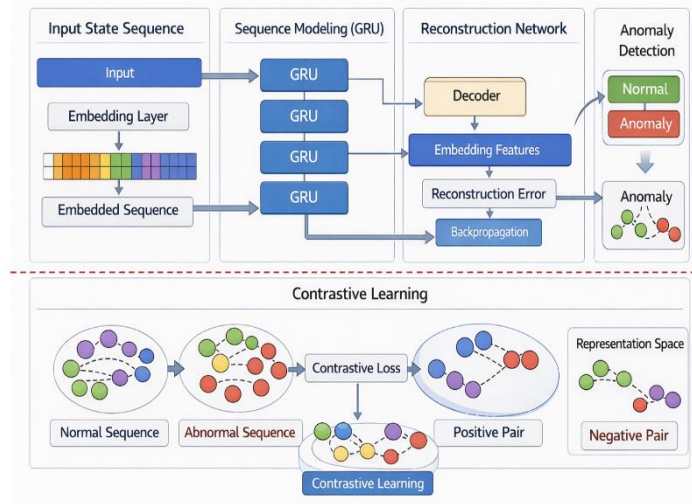 Input State Sequence
Input
Embedding Layer
Embedded Sequence
Sequence Modeling (GRU)
GRU
GRU
GRU
GRU
Reconstruction Network
Decoder
Embedding Features
Reconstruction Error
Backpropagation
Anomaly
Detection
Normal
Anomaly
Anomaly
Contrastive Learning
Normal Sequence
Abnormal Sequence
Contrastive Loss
Contrastive Learning
Positive Pair
Representation Space
Negative Pair